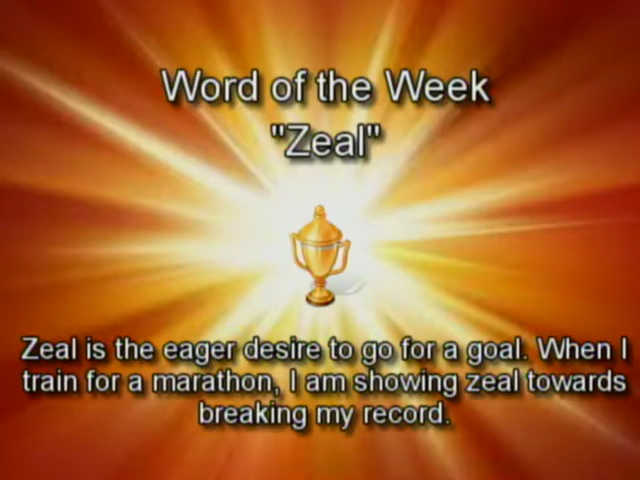 Word of the Week
"Zeal"
Zeal is the eager desire to go for a goal. When I
train for a marathon, I am showing zeal towards
breaking my record.